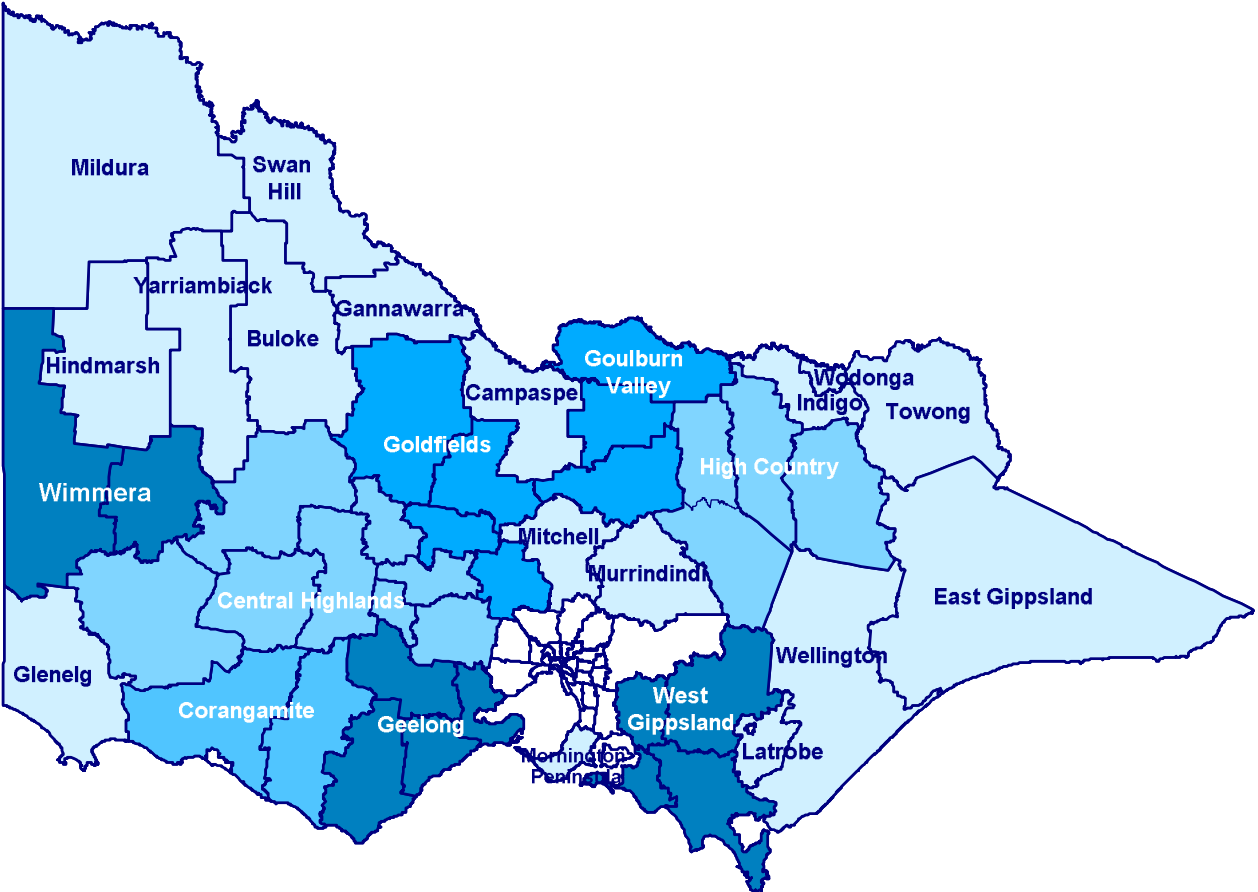 Mildura
Swan
Hill
Yarriambiack
Gannawarra
Buloke
Hindmarsh
Goulburn
Valley
Wodonga
Indigo
Towong
Campaspe
Goldfields
High Country
Wimmera
Mitchell
Murrindindi
East Gippsland
Central Highlands
Glenelg
Wellington
Corangamite
Geelong
West
Gippsland
Latrobe
Mornington
Peninsula